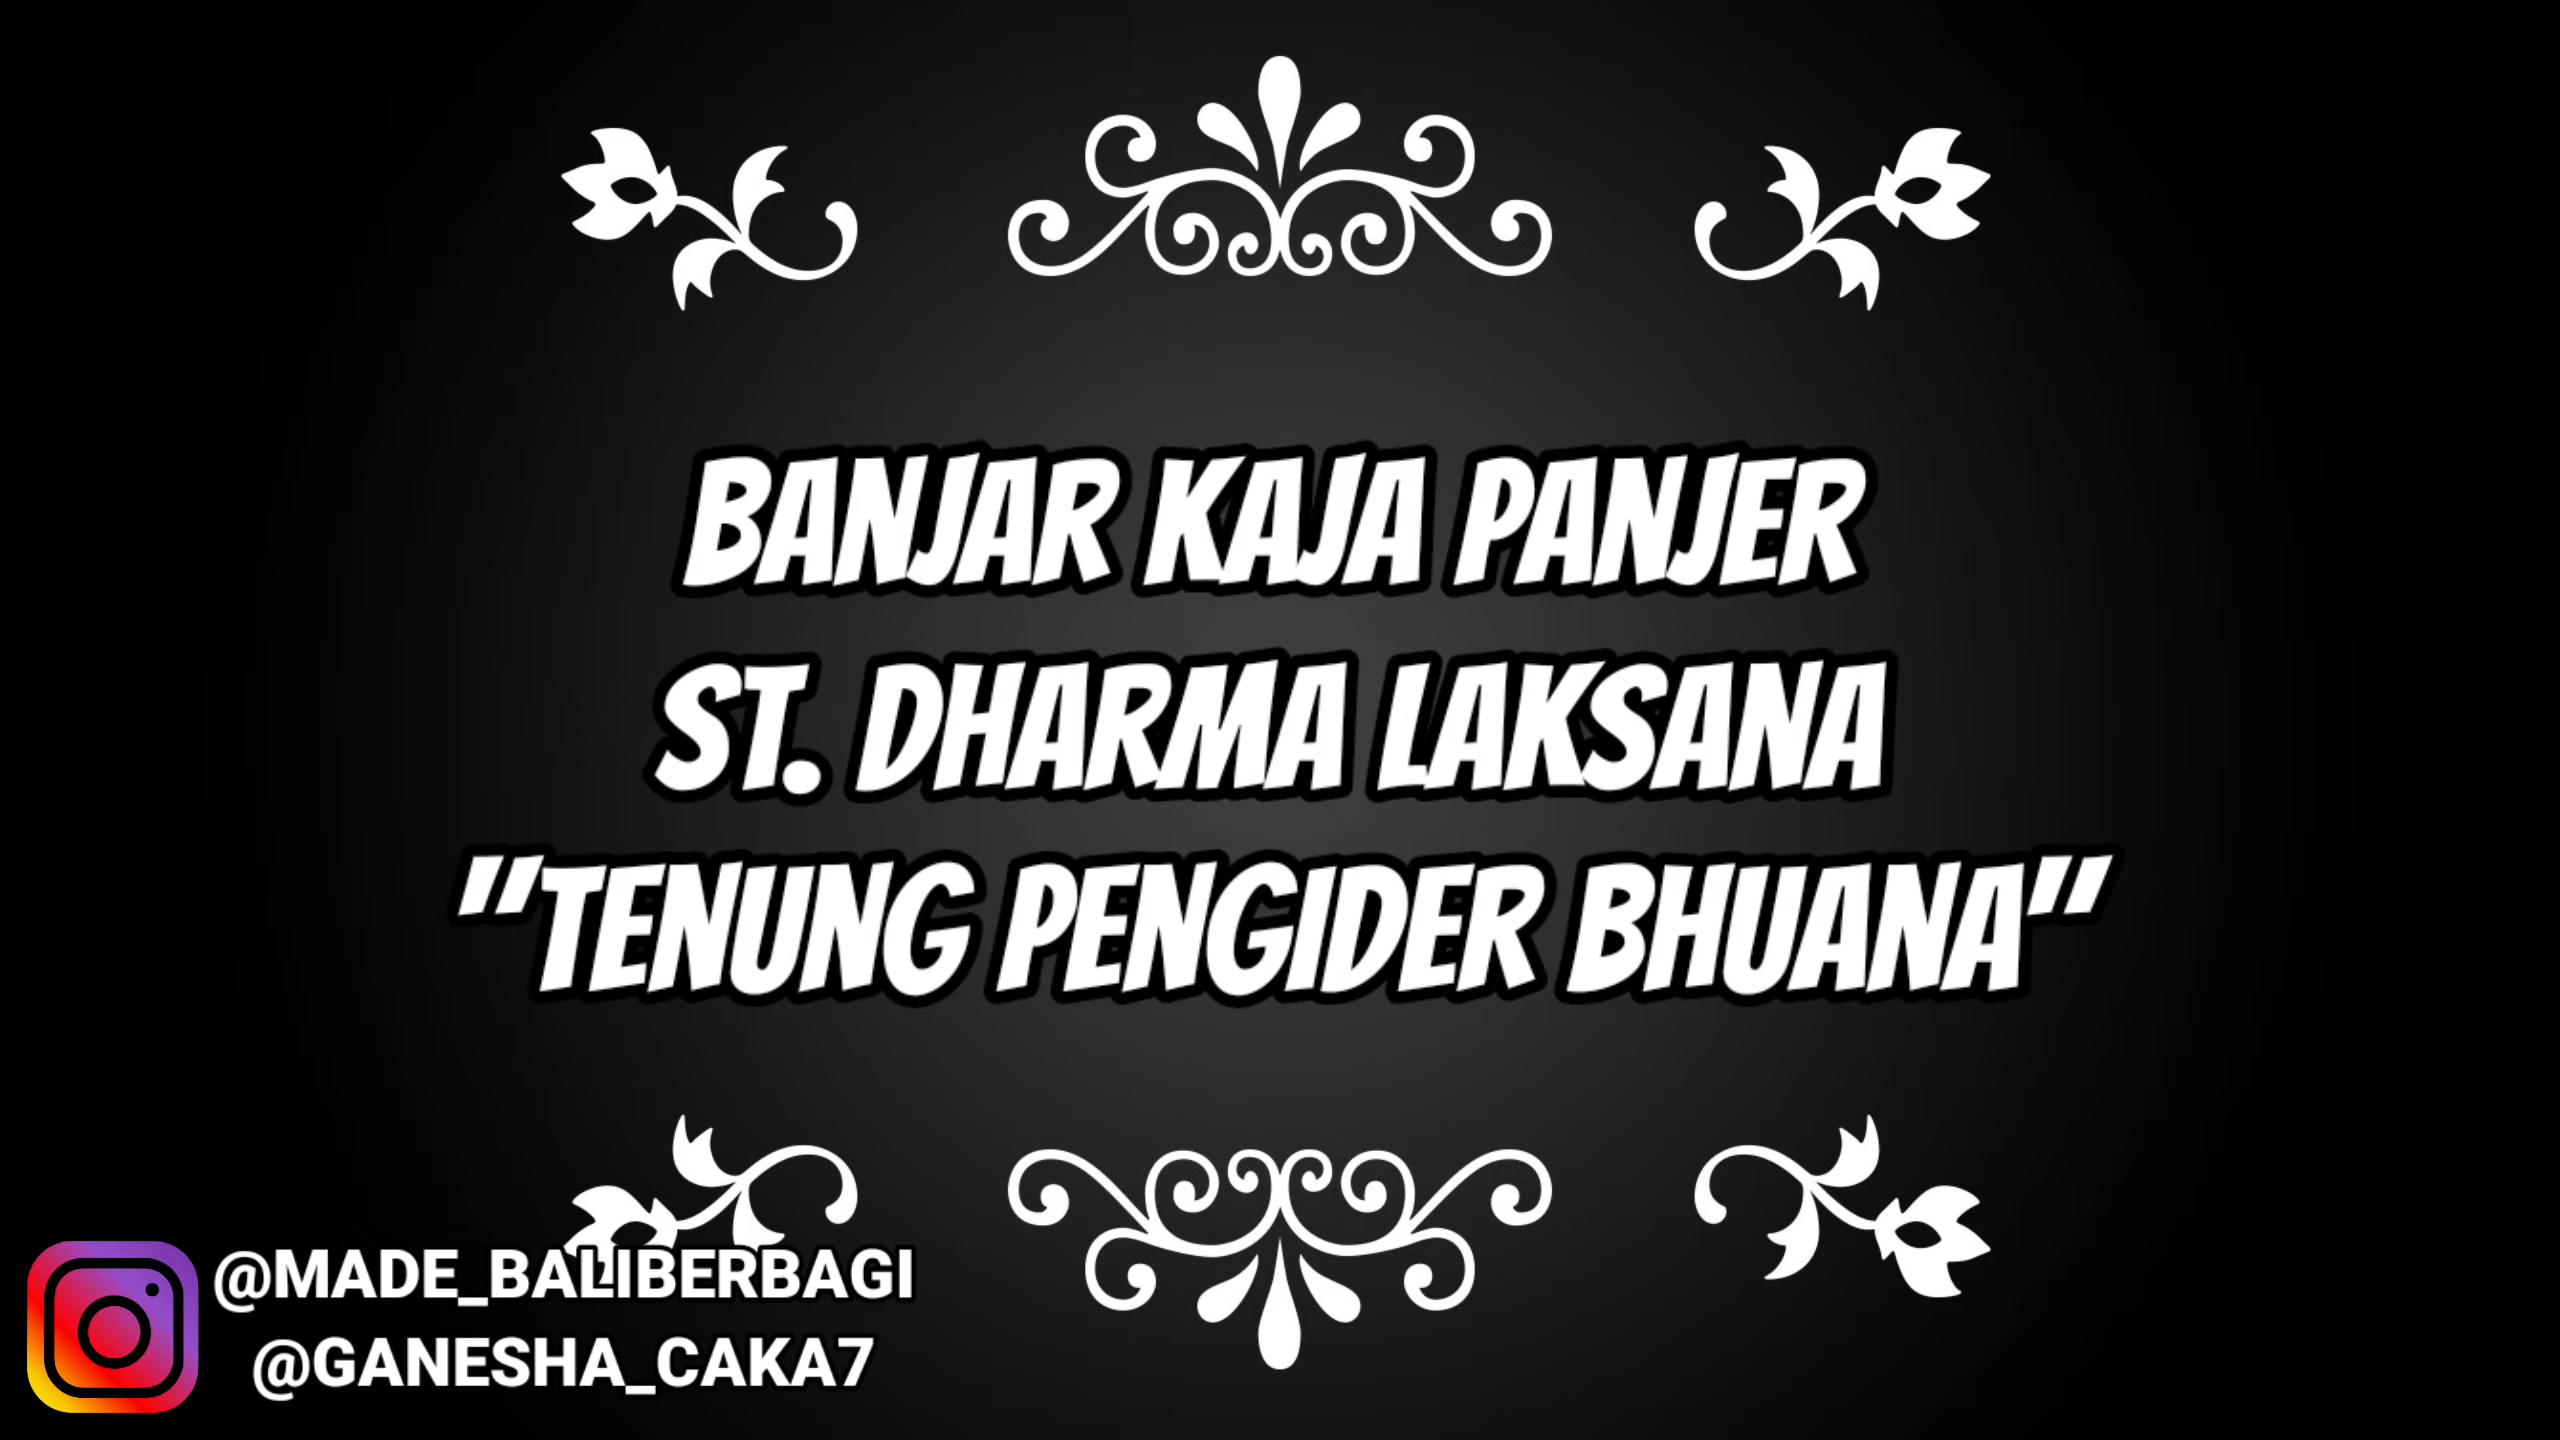 BANJAR KAJA PANJER
ST. DHARMA LAKSANA
"TENUNG PENGIDER BHUANA"
@MADE_BALIBERBAGI
@GANESHA_CAKA7